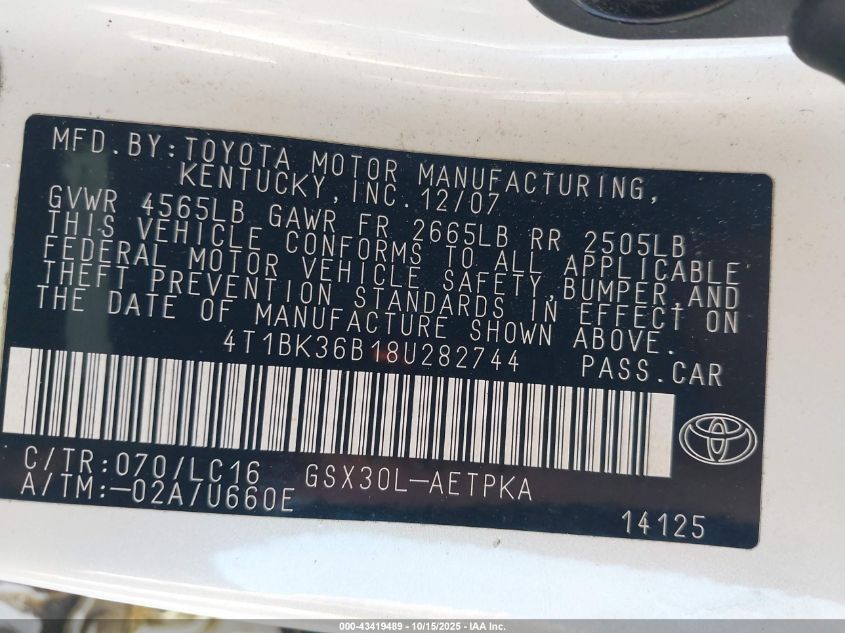 MFD.BY:TOYOTA MOTOR MANUFACTURING,
KENTUCKY,INC.12/07
GVWR 4565LB GAWR FR 2665LB RR 2505LB
THIS VEHICLE CONFORMS TO ALL APPLICABLE
FEDERAL MOTOR VEHICLE SAFETY,BUMPER,AND
THEFT PREVENTION STANDARDS IN EFFECT ON
THE DATE OF MANUFACTURE SHOWN ABOVE.
4T1BK36B18U282744 PASS.CAR
C/TR:070/LC16 GSX30L-AETPKA
A/TM:-02A/U660E
14125
000-43419489 - 10/15/2025 - IAA Inc.